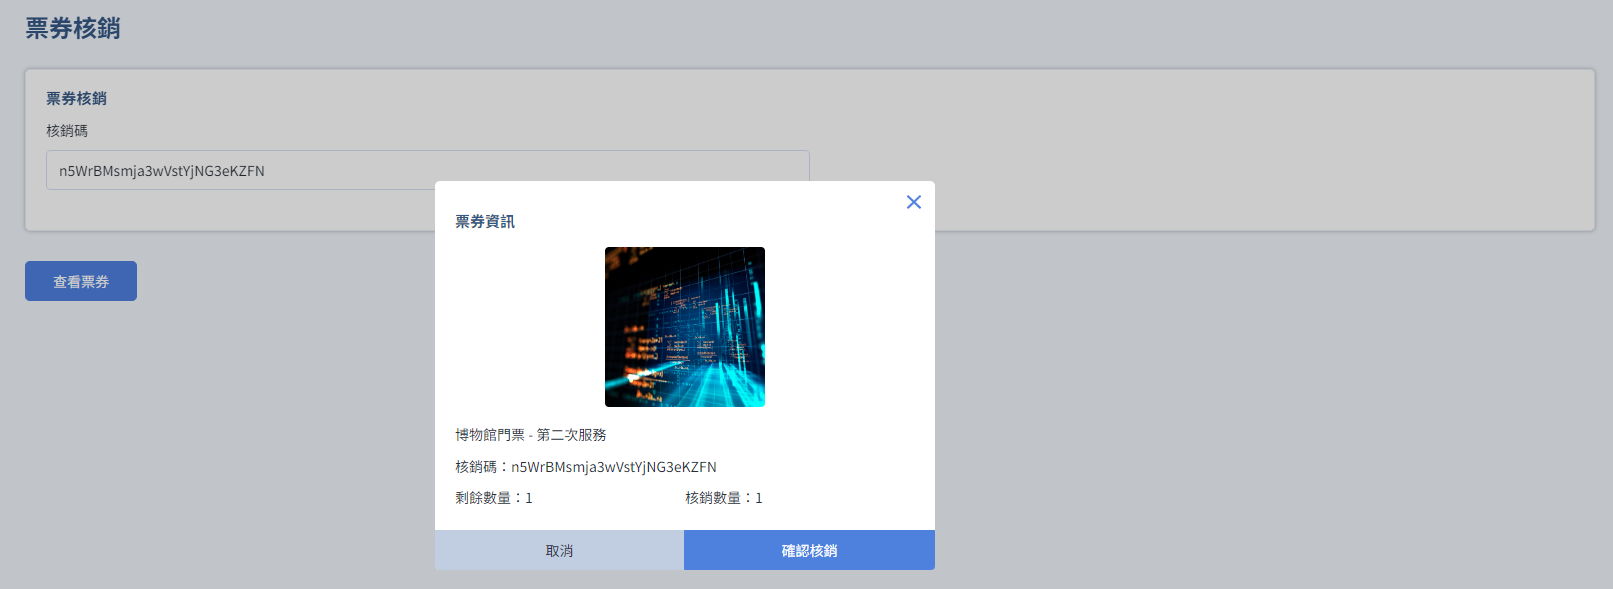 票券核銷
票券核銷
核銷碼
n5WrBMsmja3wVstYjNG3eKZFN
查看票券
票券資訊
博物館門票 - 第二次服務
核銷碼：n5WrBMsmja3wVstYjNG3eKZFN
剩餘數量：1
核銷數量：1
取消
確認核銷